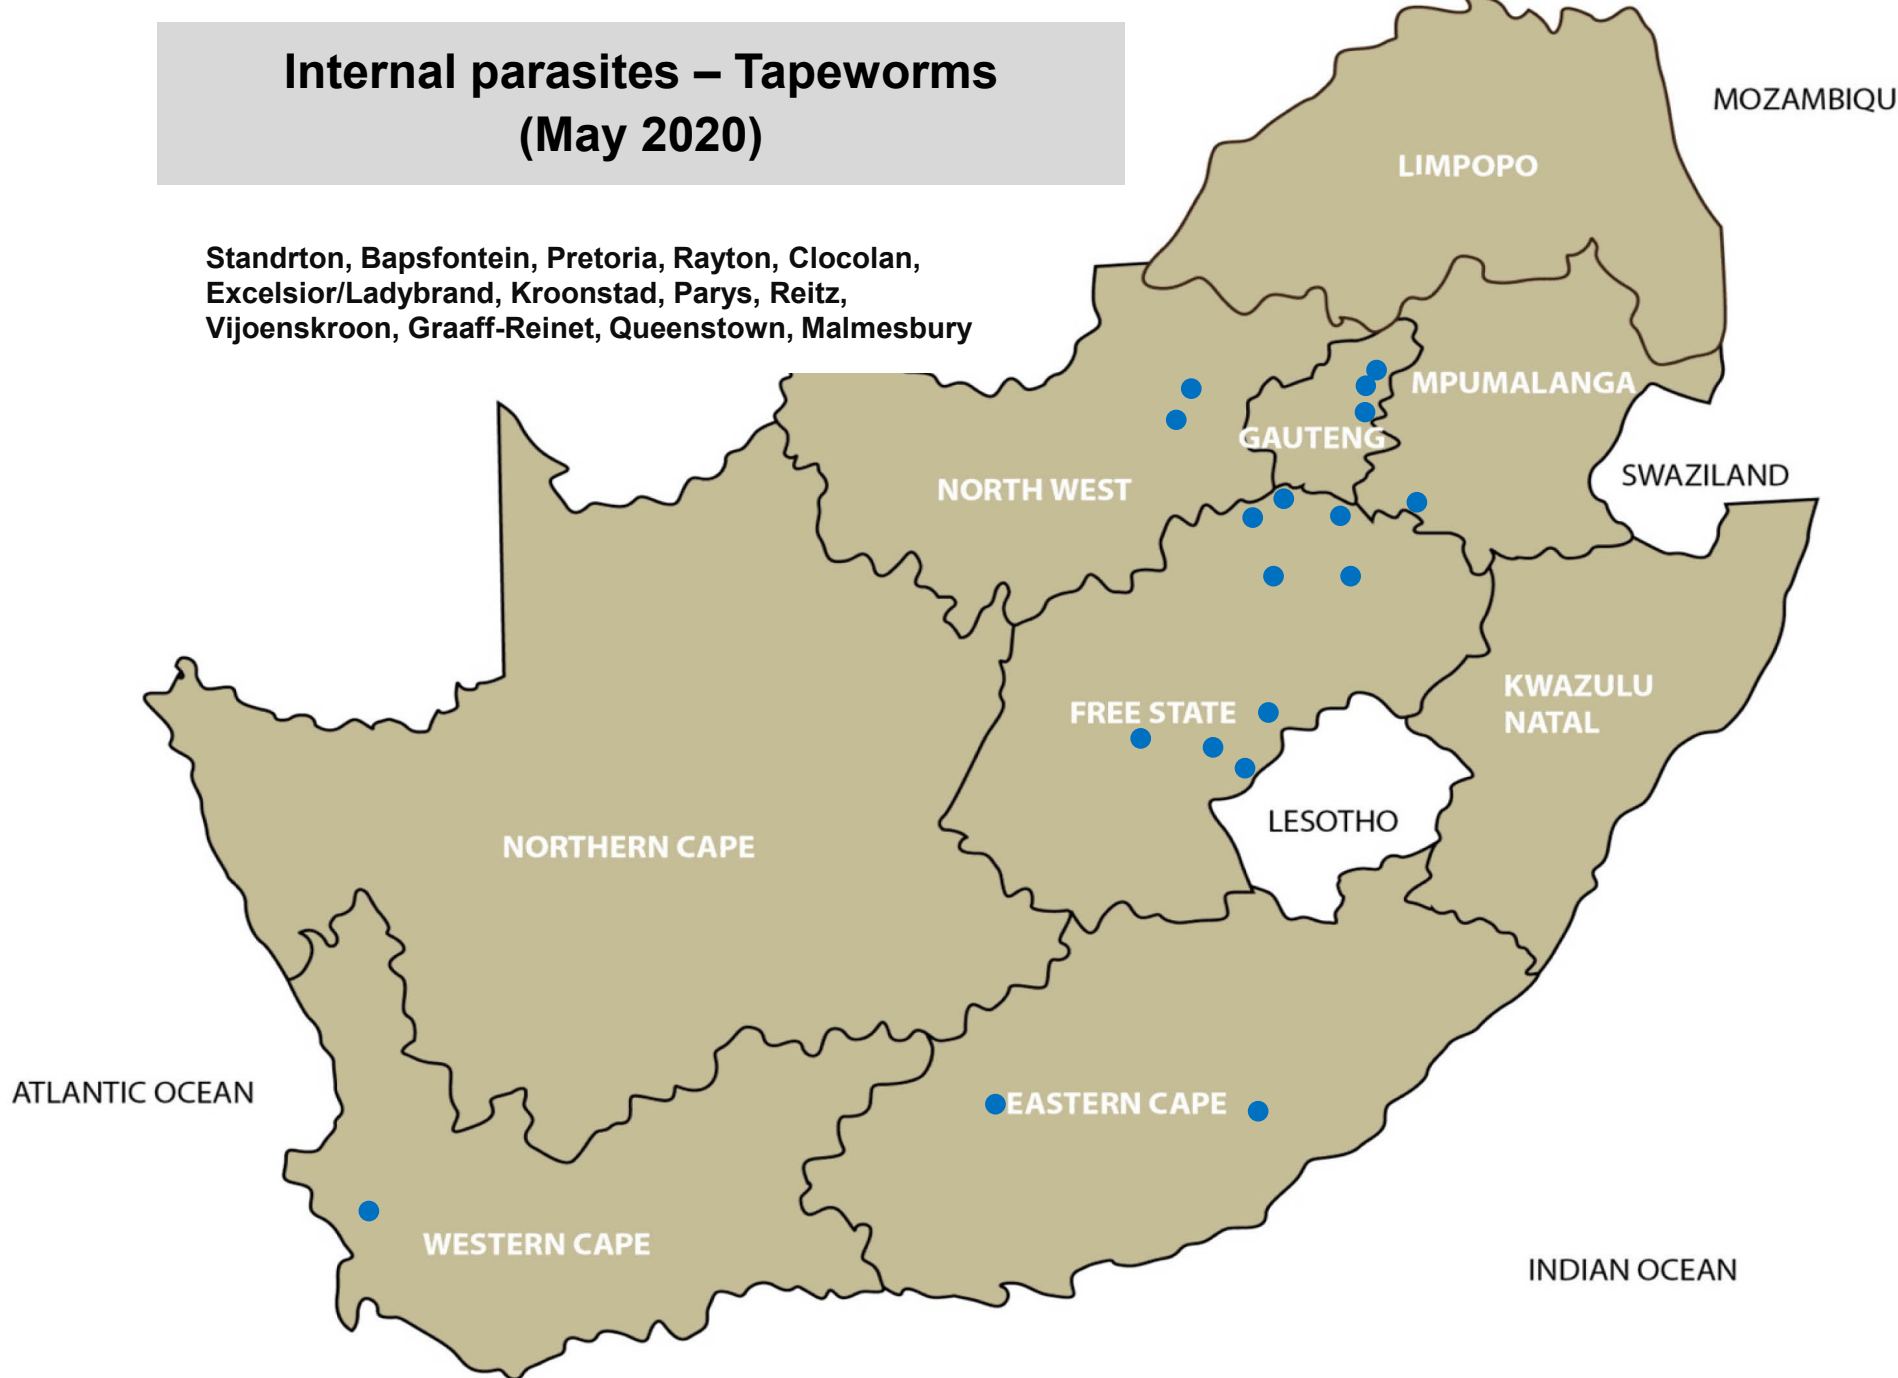 Internal parasites – Tapeworms
(May 2020)
MOZAMBIQU
LIMPOPO
Standrton, Bapsfontein, Pretoria, Rayton, Clocolan,
Excelsior/Ladybrand, Kroonstad, Parys, Reitz,
Vijoenskroon, Graaff-Reinet, Queenstown, Malmesbury
MPUMALANGA
GAUTENG
SWAZILAND
NORTH WEST
KWAZULU
NATAL
FREE STATE
LESOTHO
NORTHERN CAPE
ATLANTIC OCEAN
EASTERN CAPE
WESTERN CAPE
INDIAN OCEAN